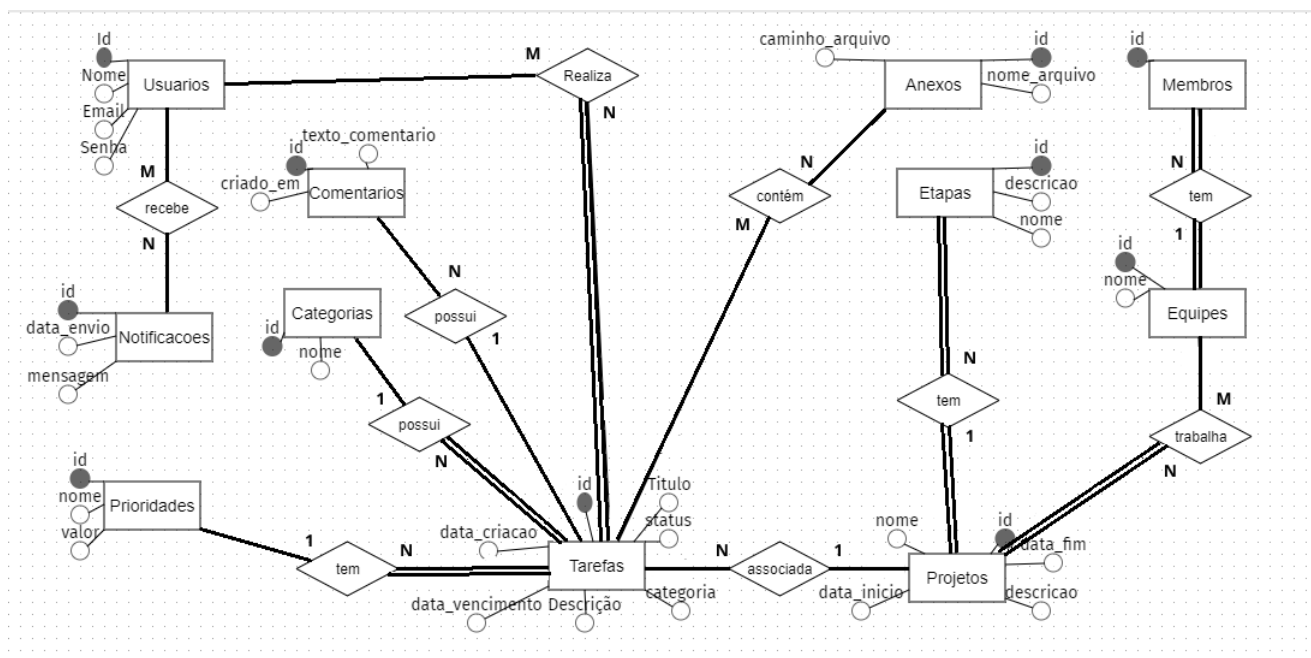 Id
Nome
Email
Senha
Usuarios
M
Realiza
N
M
recebe
N
id
data_envio
mensagem
Notificacoes
texto_comentario
id
criado_em
Comentarios
N
possui
1
Categorias
id
nome
1
possui
N
caminho_arquivo
id
nome_arquivo
Anexos
N
contém
M
id
descricao
nome
Etapas
N
tem
1
id
Membros
N
tem
1
id
nome
Equipes
M
trabalha
N
id
nome
valor
Prioridades
1
tem
N
id
Titulo
status
data_criacao
Tarefas
data_vencimento
Descrição
categoria
N
associada
1
nome
id
data_fim
Projetos
data_inicio
descricao